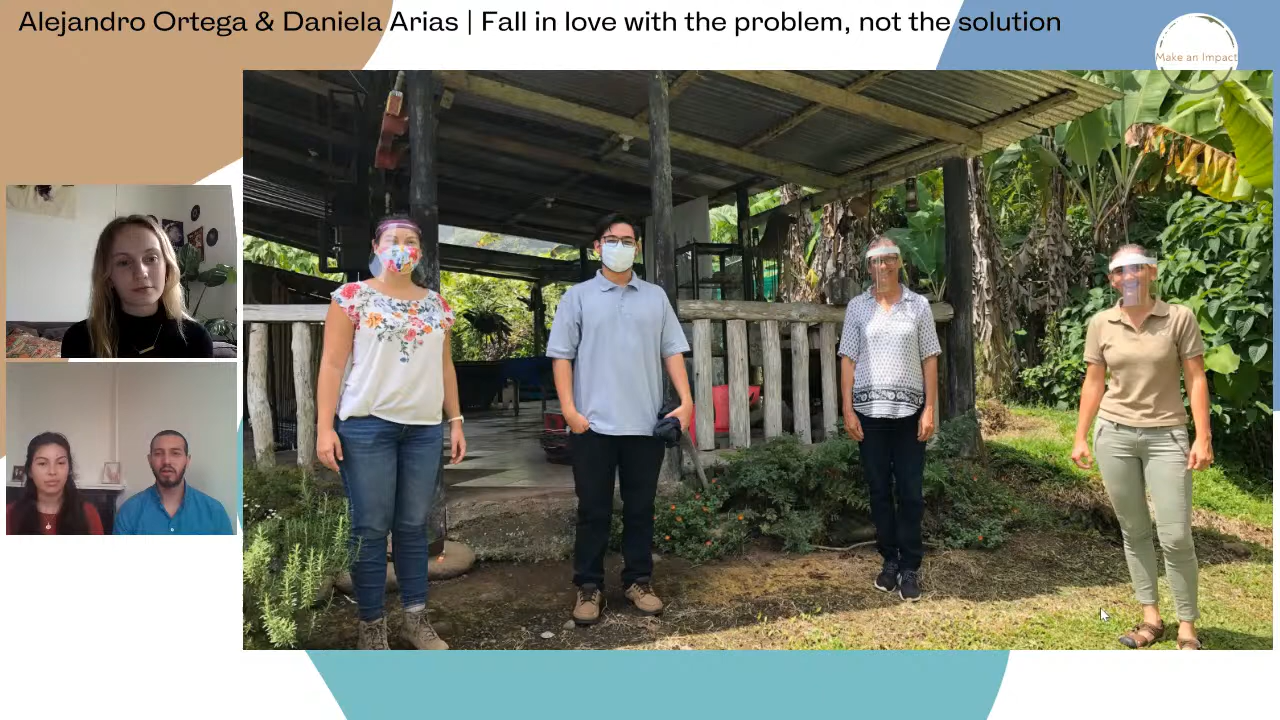 Alejandro Ortega & Daniela Arias | Fall in love with the problem, not the solution
Make an Impact